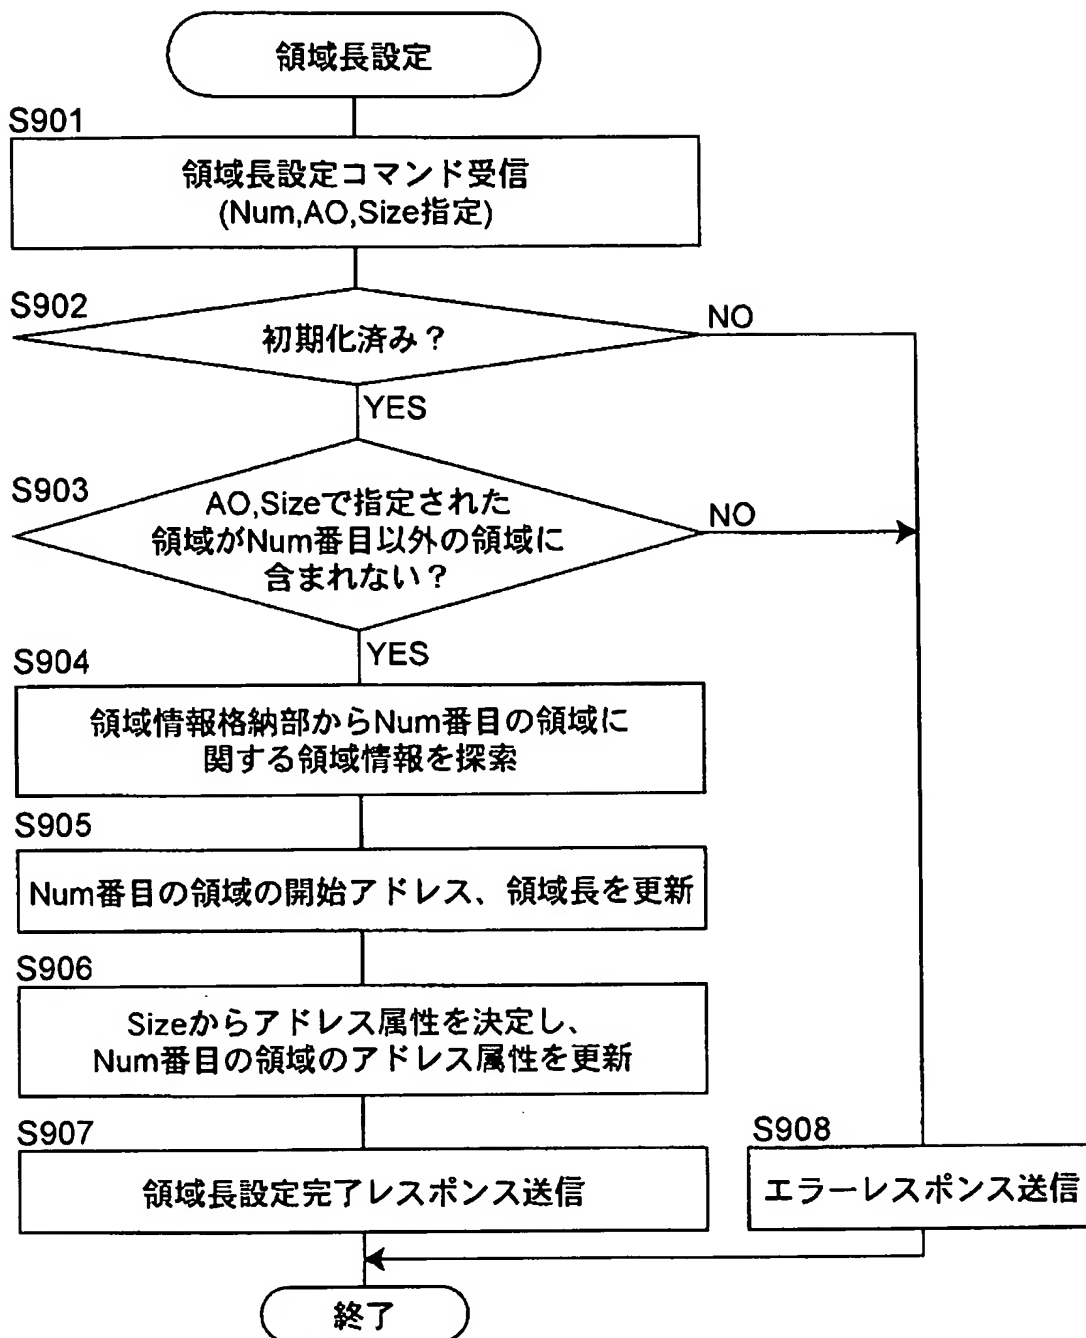 領域長設定
S901
領域長設定コマンド受信
(Num,AO,Size指定)
S902
初期化済み?
NO
YES
S903
AO,Sizeで指定された
領域がNum番目以外の領域に
含まれない?
NO
YES
S904
領域情報格納部からNum番目の領域に
関する領域情報を探索
S905
Num番目の領域の開始アドレス、領域長を更新
S906
Sizeからアドレス属性を決定し、
Num番目の領域のアドレス属性を更新
S907
領域長設定完了レスポンス送信
S908
エラーレスポンス送信
終了